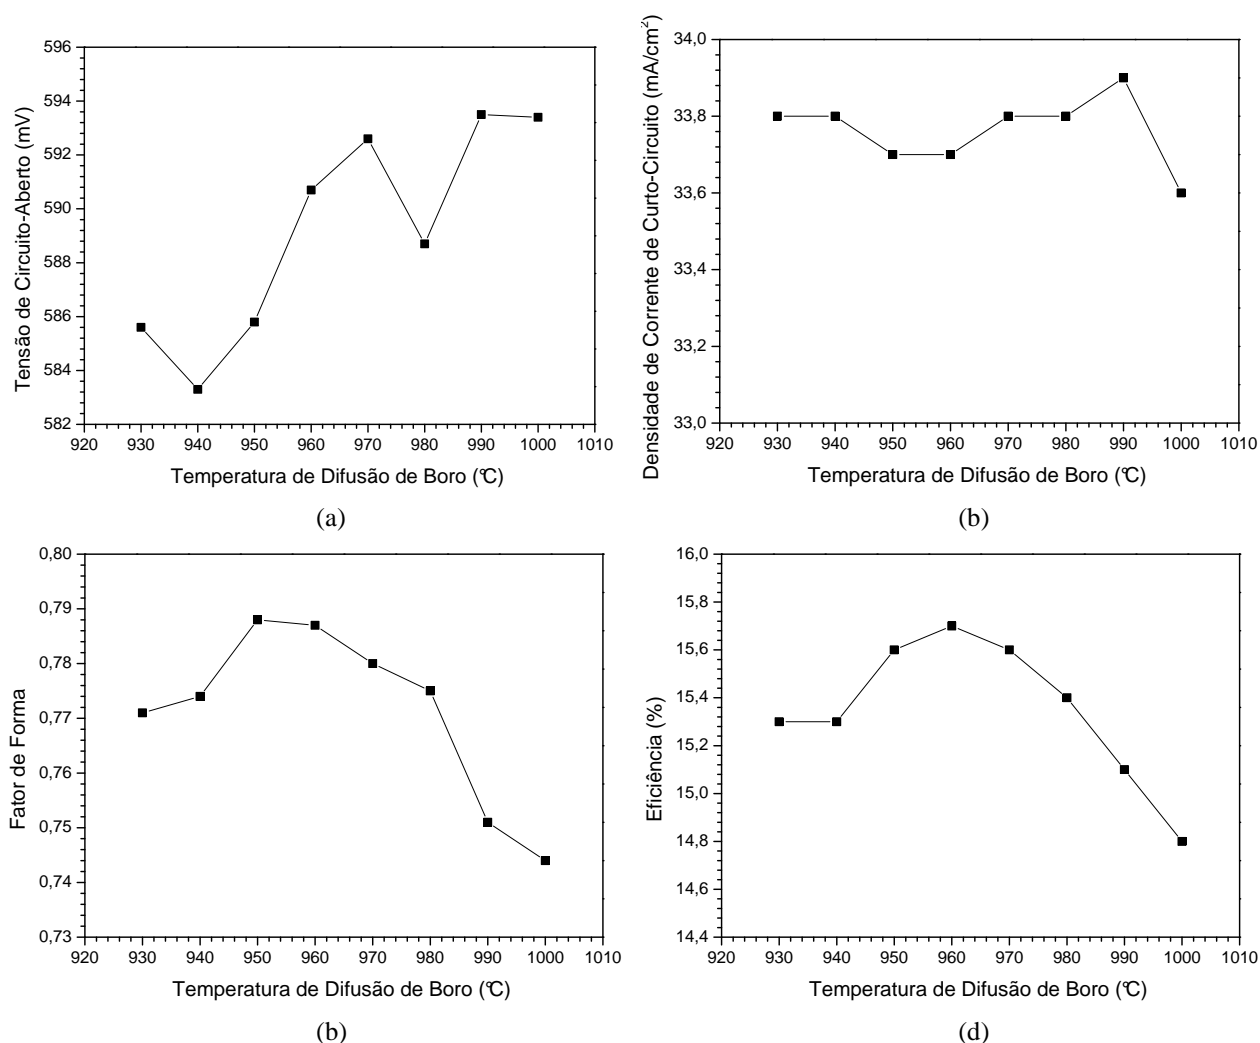 596
594
592
590
588
586
584
582
920 930 940 950 960 970 980 990 1000 1010
Tensão de Circuito-Aberto (mV)
Temperatura de Difusão de Boro (°C)
(a)
34,0
33,8
33,6
33,4
33,2
33,0
920 930 940 950 960 970 980 990 1000 1010
Densidade de Corrente de Curto-Circuito (mA/cm²)
Temperatura de Difusão de Boro (°C)
(b)
0,80
0,79
0,78
0,77
0,76
0,75
0,74
0,73
920 930 940 950 960 970 980 990 1000 1010
Fator de Forma
Temperatura de Difusão de Boro (°C)
(b)
16,0
15,8
15,6
15,4
15,2
15,0
14,8
14,6
14,4
920 930 940 950 960 970 980 990 1000 1010
Eficiência (%)
Temperatura de Difusão de Boro (°C)
(d)